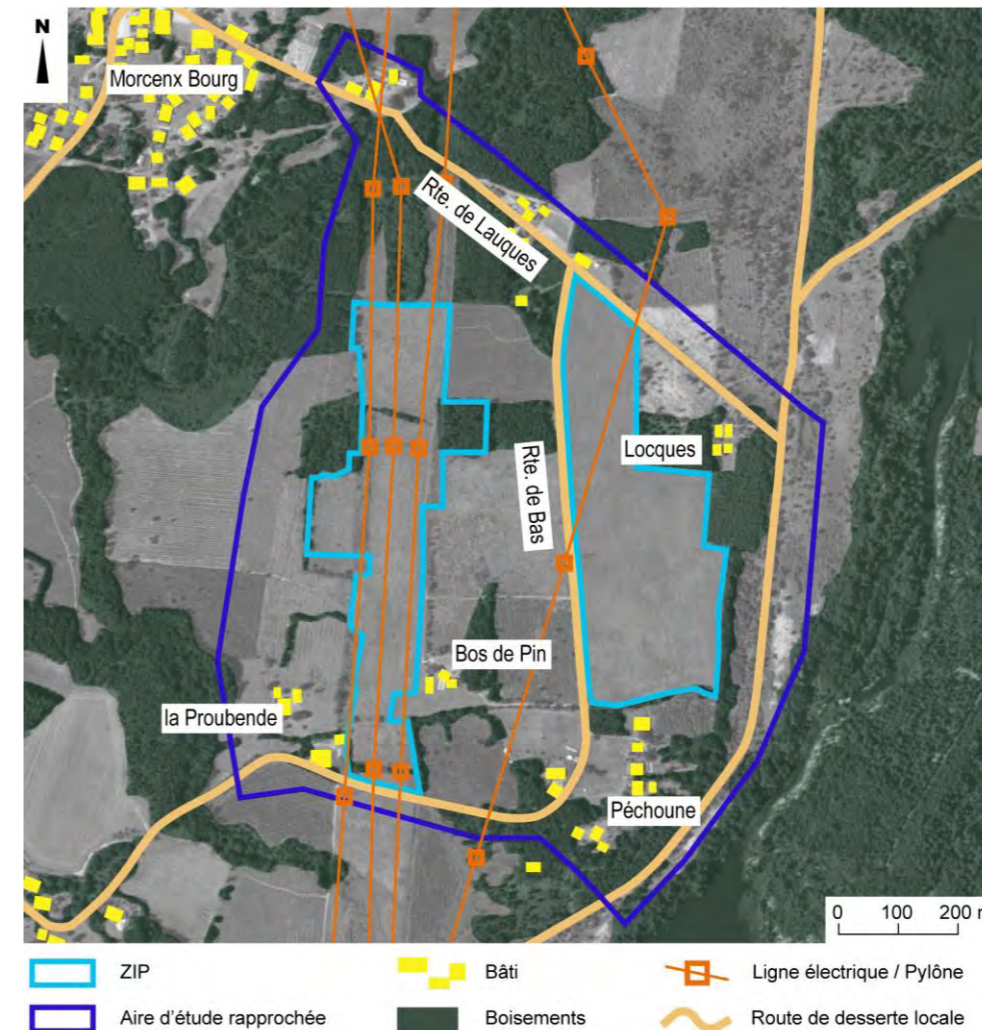 N
Morcenx Bourg
Rte. de Lauques
Locques
Rte. de Bas
Bos de Pin
la Proubende
Péchoune
0 100 200 m
ZIP
Bâti
Ligne électrique / Pylône
Aire d'étude rapprochée
Boisements
Route de desserte locale